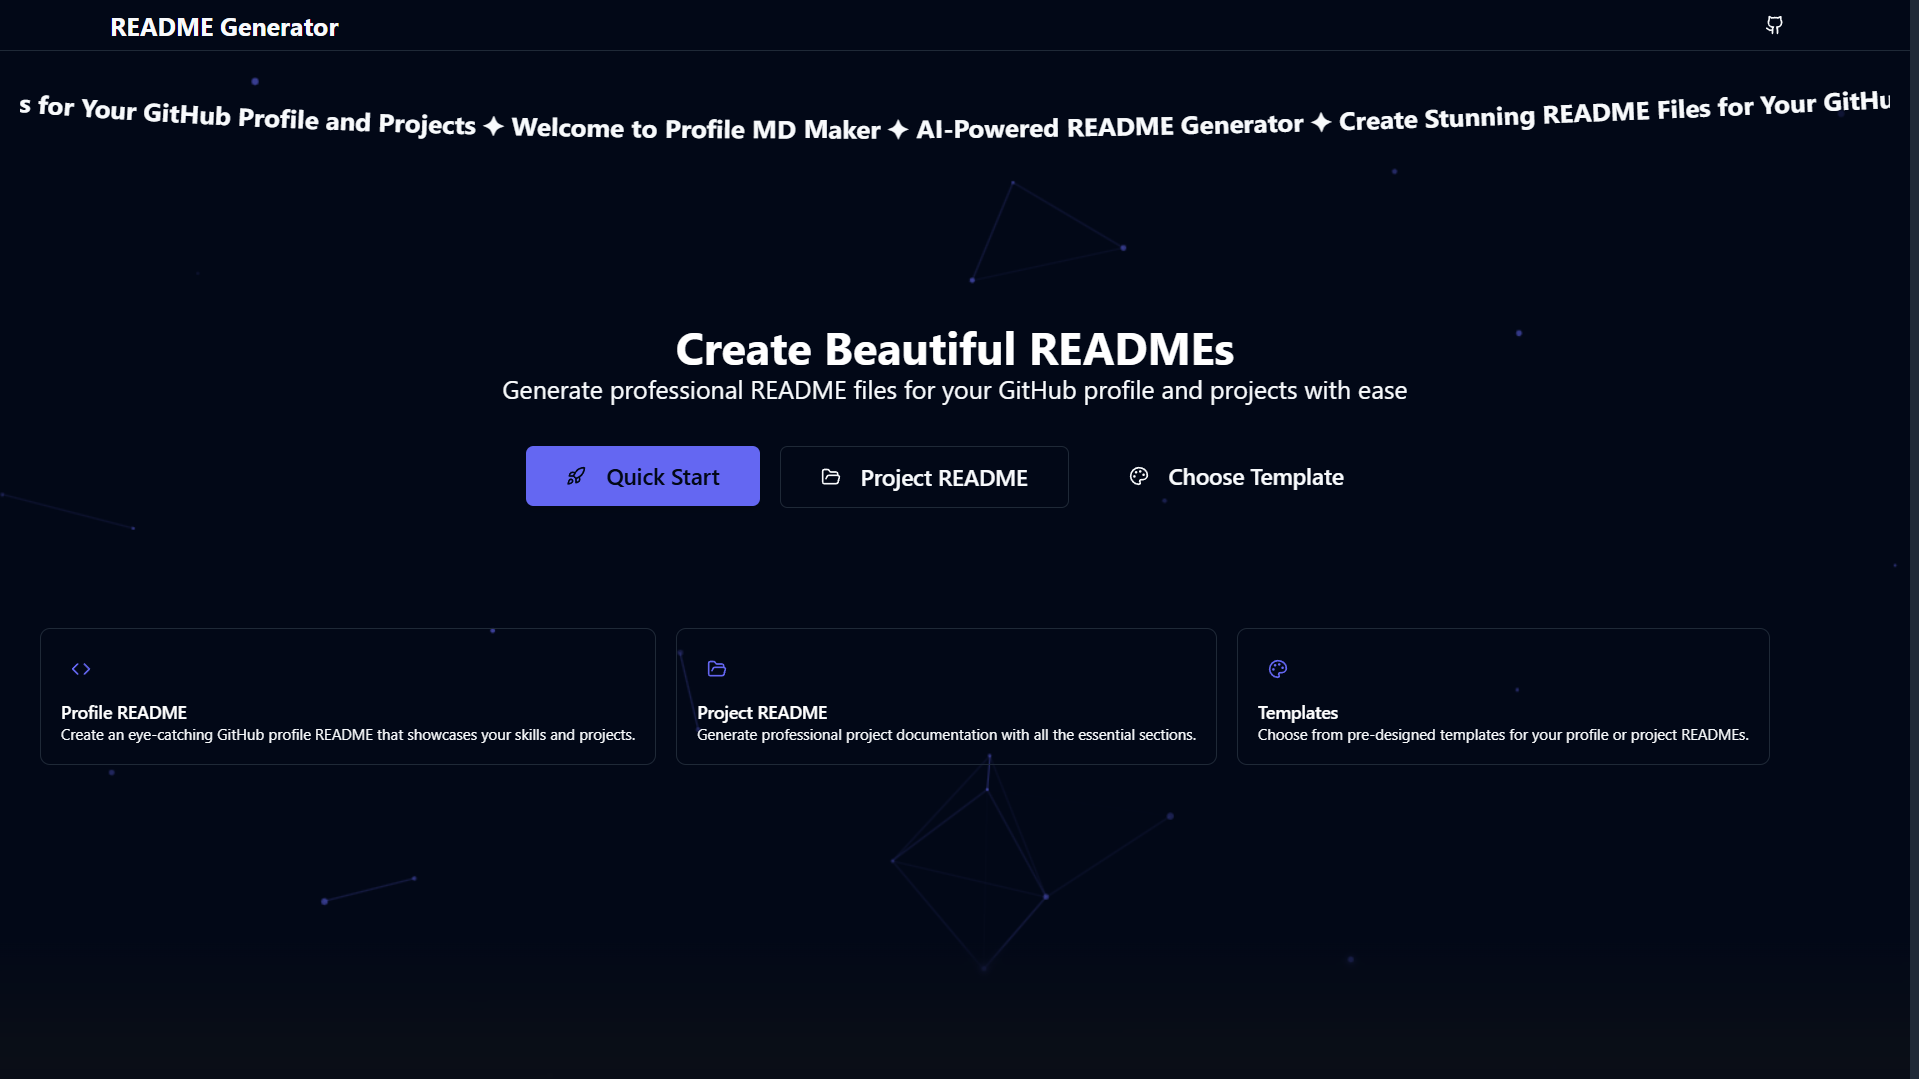 README Generator
s for Your GitHub Profile and Projects ✦ Welcome to Profile MD Maker ✦ AI-Powered README Generator ✦ Create Stunning README Files for Your GitHu
Create Beautiful READMEs
Generate professional README files for your GitHub profile and projects with ease
Quick Start
Project README
Choose Template
Profile README
Create an eye-catching GitHub profile README that showcases your skills and projects.
Project README
Generate professional project documentation with all the essential sections.
Templates
Choose from pre-designed templates for your profile or project READMEs.